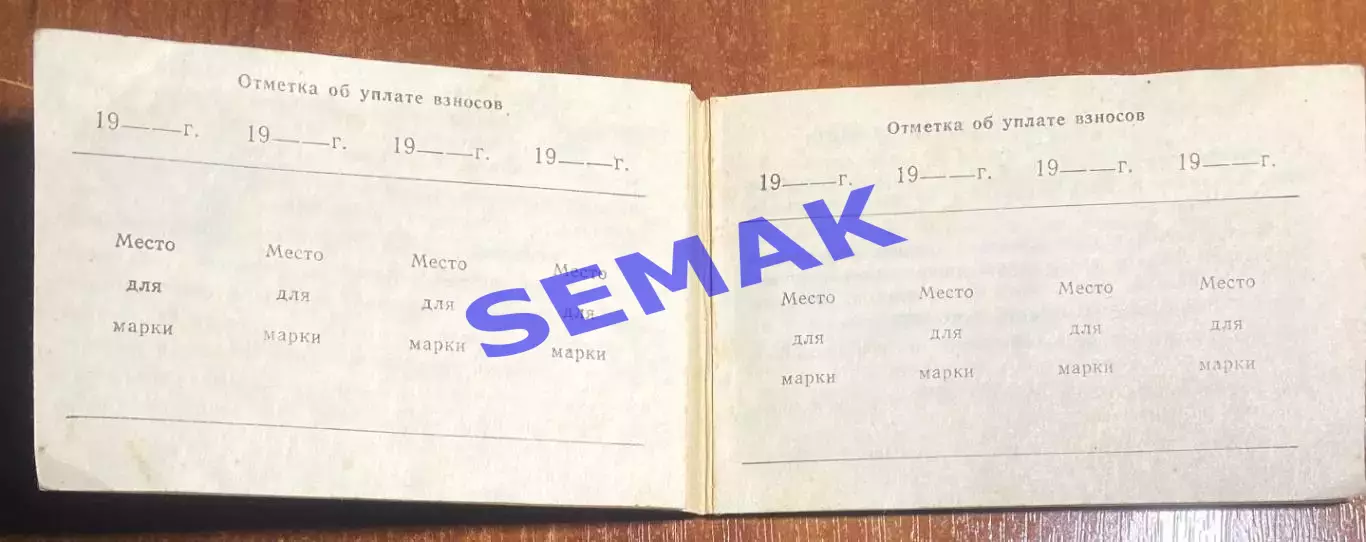 Отметка об уплате взносов
19————г. 19————г. 19————г. 19————г.
Место Место Место Место
для для для для
марки марки марки марки
Отметка об уплате взносов
19————г. 19————г. 19————г. 19————г.
Место Место Место Место
для для для для
марки марки марки марки
SEMAK